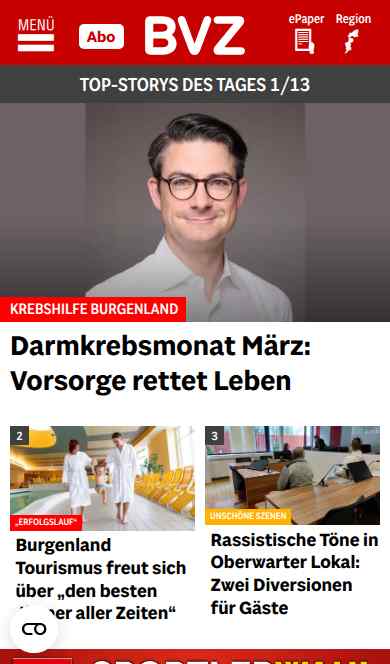 MENÜ
Abo
BVZ
ePaper
Region
TOP-STORYS DES TAGES 1/13
KREBSHILFE BURGENLAND
Darmkrebsmonat März:
Vorsorge rettet Leben
2
„ERFOLGSLAUF“
Burgenland
Tourismus freut sich
über „den besten
aller Zeiten“
3
UNSCHÖNE SZENEN
Rassistische Töne in
Oberwarter Lokal:
Zwei Diversionen
für Gäste